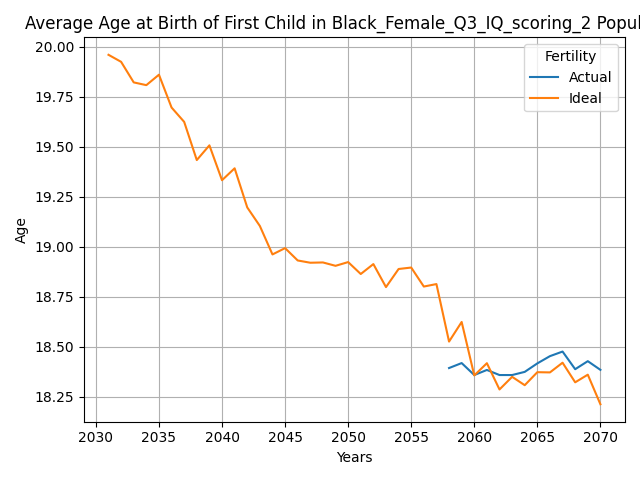 Average Age at Birth of First Child in Black_Female_Q3_IQ_scoring_2 Popul
Fertility
Actual
Ideal
20.00
19.75
19.50
19.25
19.00
18.75
18.50
18.25
Age
2030 2035 2040 2045 2050 2055 2060 2065 2070
Years